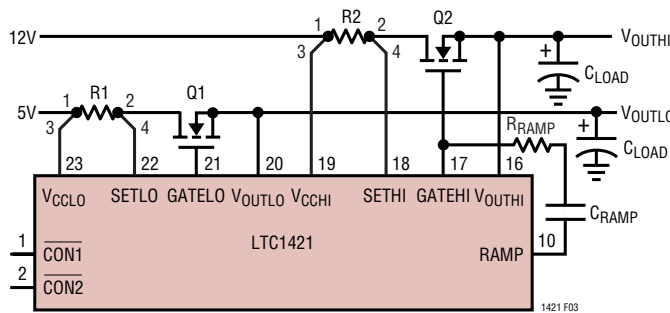 1 R2 2 Q2
12V VOUTHI
3 4
+
CLOAD
1 R1 2 Q1
5V VOUTLO
3 4 RRAMP +
CLOAD
23 22 21 20 19 18 17 16
VCCLO SETLO GATELO VOUTLO VCCHI SETHI GATEHI VOUTHI
CRAMP
LTC1421
1 CON1 RAMP 10
2 CON2
1421 F03